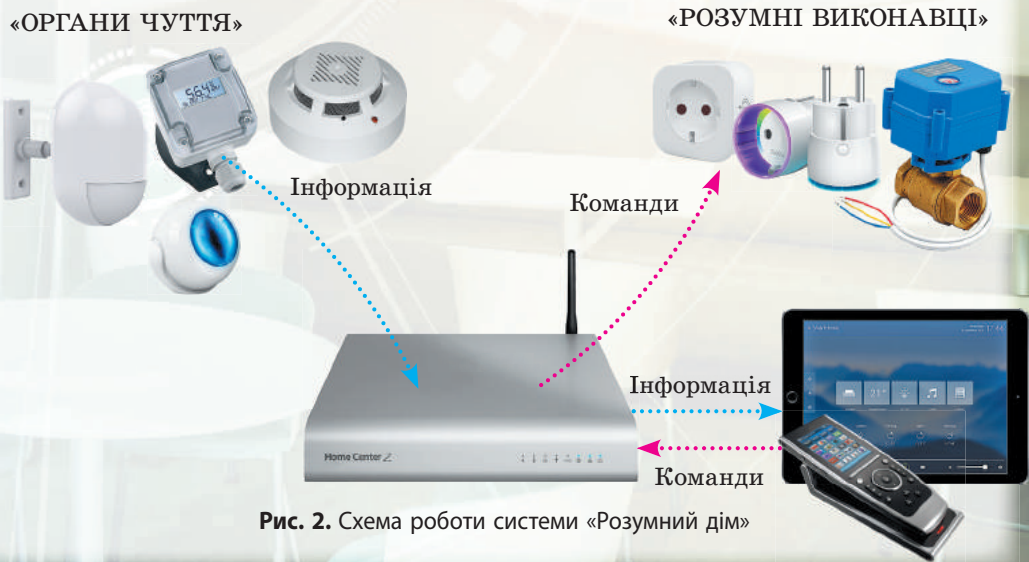 «ОРГАНИ ЧУТТЯ»
«РОЗУМНІ ВИКОНАВЦІ»
Інформація
Команди
Інформація
Команди
Home Center 2
Рис. 2. Схема роботи системи «Розумний дім»